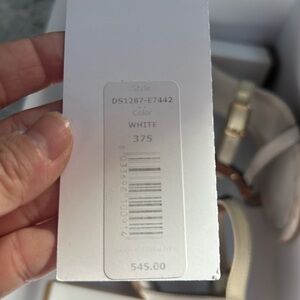 Style
DS1287-E7442
Color
WHITE
375
545.00